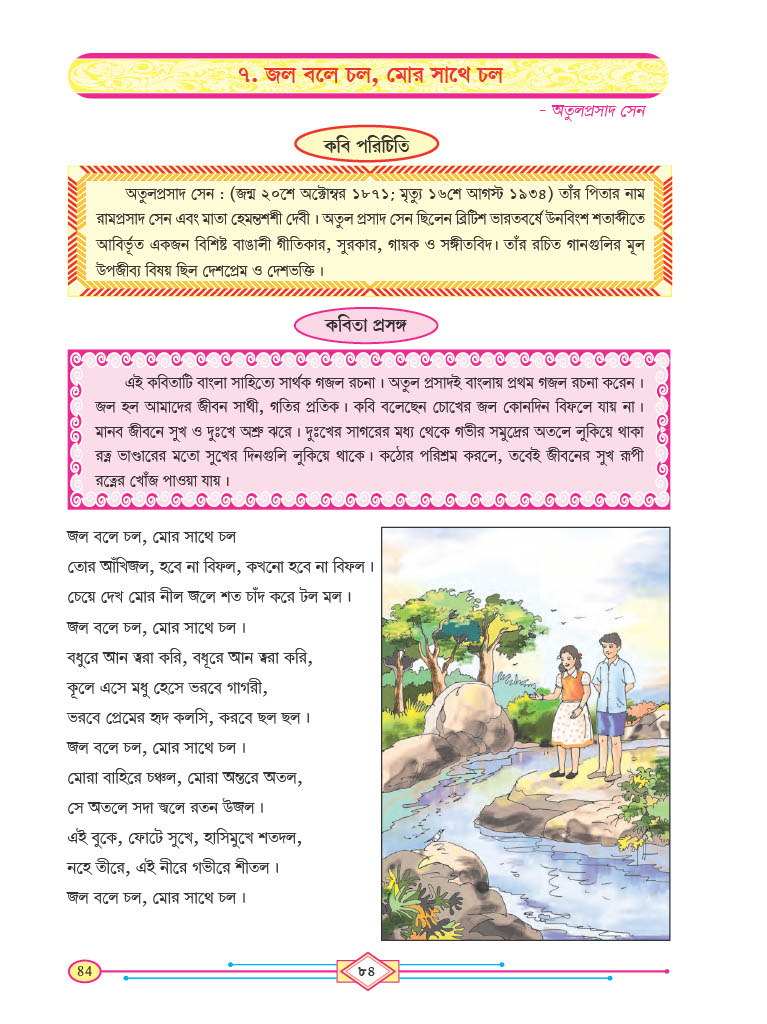 ৭. জল বলে চল, মোর সাথে চল
- অতুলপ্রসাদ সেন
কবি পরিচিতি
অতুলপ্রসাদ সেন : (জন্ম ২০শে অক্টোম্বর ১৮৭১; মৃত্যু ১৬শে আগস্ট ১৯৩৪) তাঁর পিতার নাম
রামপ্রসাদ সেন এবং মাতা হেমন্তশশী দেবী। অতুল প্রসাদ সেন ছিলেন ব্রিটিশ ভারতবর্ষে উনবিংশ শতাব্দীতে
আবির্ভূত একজন বিশিষ্ট বাঙালী গীতিকার, সুরকার, গায়ক ও সঙ্গীতবিদ। তাঁর রচিত গানগুলির মূল
উপজীব্য বিষয় ছিল দেশপ্রেম ও দেশভক্তি।
কবিতা প্রসঙ্গ
এই কবিতাটি বাংলা সাহিত্যে সার্থক গজল রচনা। অতুল প্রসাদই বাংলায় প্রথম গজল রচনা করেন।
জল হল আমাদের জীবন সাথী, গতির প্রতিক। কবি বলেছেন চোখের জল কোনদিন বিফলে যায় না।
মানব জীবনে সুখ ও দুঃখে অশ্রু ঝরে। দুঃখের সাগরের মধ্য থেকে গভীর সমুদ্রের অতলে লুকিয়ে থাকা
রত্ন ভাণ্ডারের মতো সুখের দিনগুলি লুকিয়ে থাকে। কঠোর পরিশ্রম করলে, তবেই জীবনের সুখ রূপী
রত্নের খোঁজ পাওয়া যায়।
জল বলে চল, মোর সাথে চল
তোর আঁখিজল, হবে না বিফল, কখনো হবে না বিফল।
চেয়ে দেখ মোর নীল জলে শত চাঁদ করে টল মল।
জল বলে চল, মোর সাথে চল।
বধুরে আন ত্বরা করি, বধূরে আন ত্বরা করি,
কূলে এসে মধু হেসে ভরবে গাগরী,
ভরবে প্রেমের হৃদ কলসি, করবে ছল ছল।
জল বলে চল, মোর সাথে চল।
মোরা বাহিরে চঞ্চল, মোরা অন্তরে অতল,
সে অতলে সদা জ্বলে রতন উজল।
এই বুকে, ফোটে সুখে, হাসিমুখে শতদল,
নহে তীরে, এই নীরে গভীরে শীতল।
জল বলে চল, মোর সাথে চল।
84
৮৪